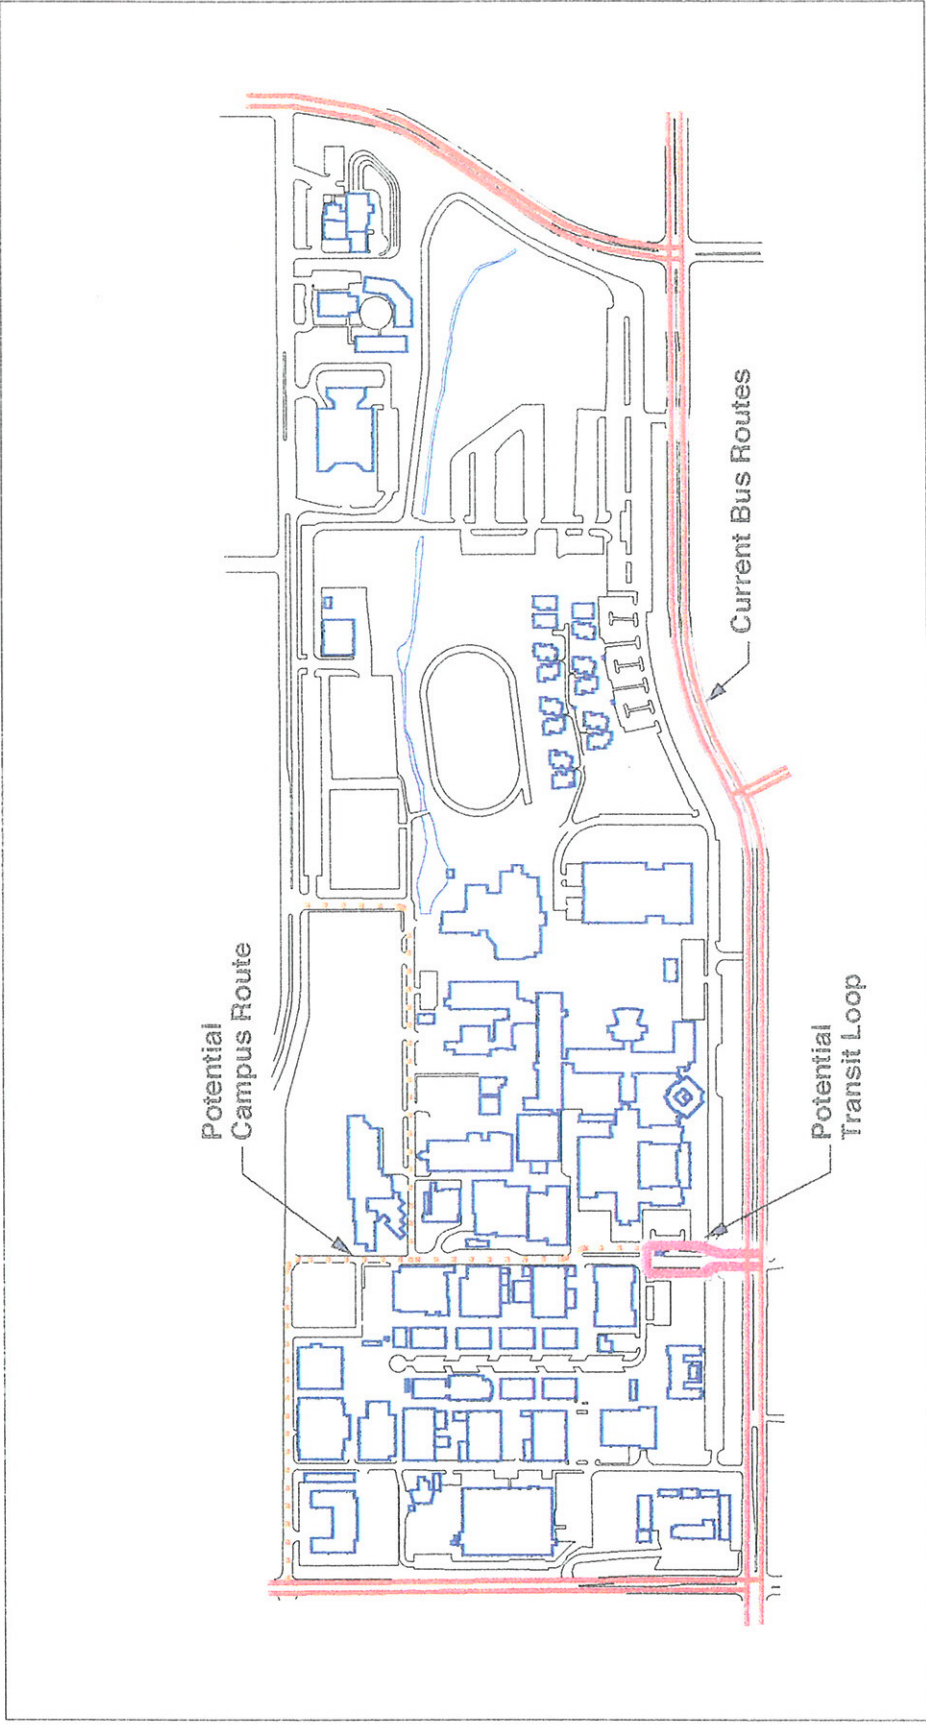 Potential
Campus Route
Current Bus Routes
Potential
Transit Loop